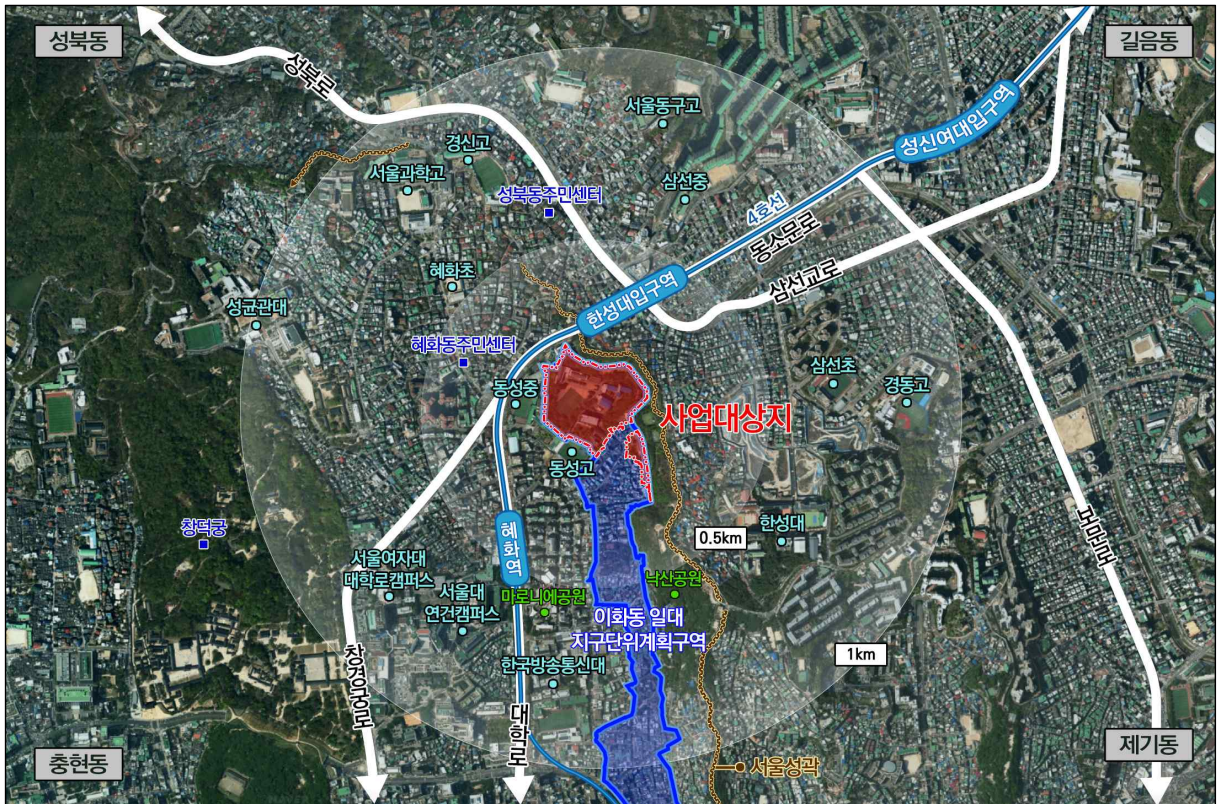 성북동
길음동
성북로
서울동구고
경신고
성신여대입구역
서울과학고
삼선중
성북동주민센터
4호선
동소문로
혜화초
삼선교로
성균관대
한성대입구역
혜화동주민센터
삼선초
동성중
경동고
사업대상지
동성고
보문로
창덕궁
혜화역
한성대
0.5km
서울여자대
대학로캠퍼스
서울대
연건캠퍼스
마로니에공원
낙산공원
이화동 일대
지구단위계획구역
1km
한국방송통신대
창경궁로
대학로
충현동
서울성곽
제기동